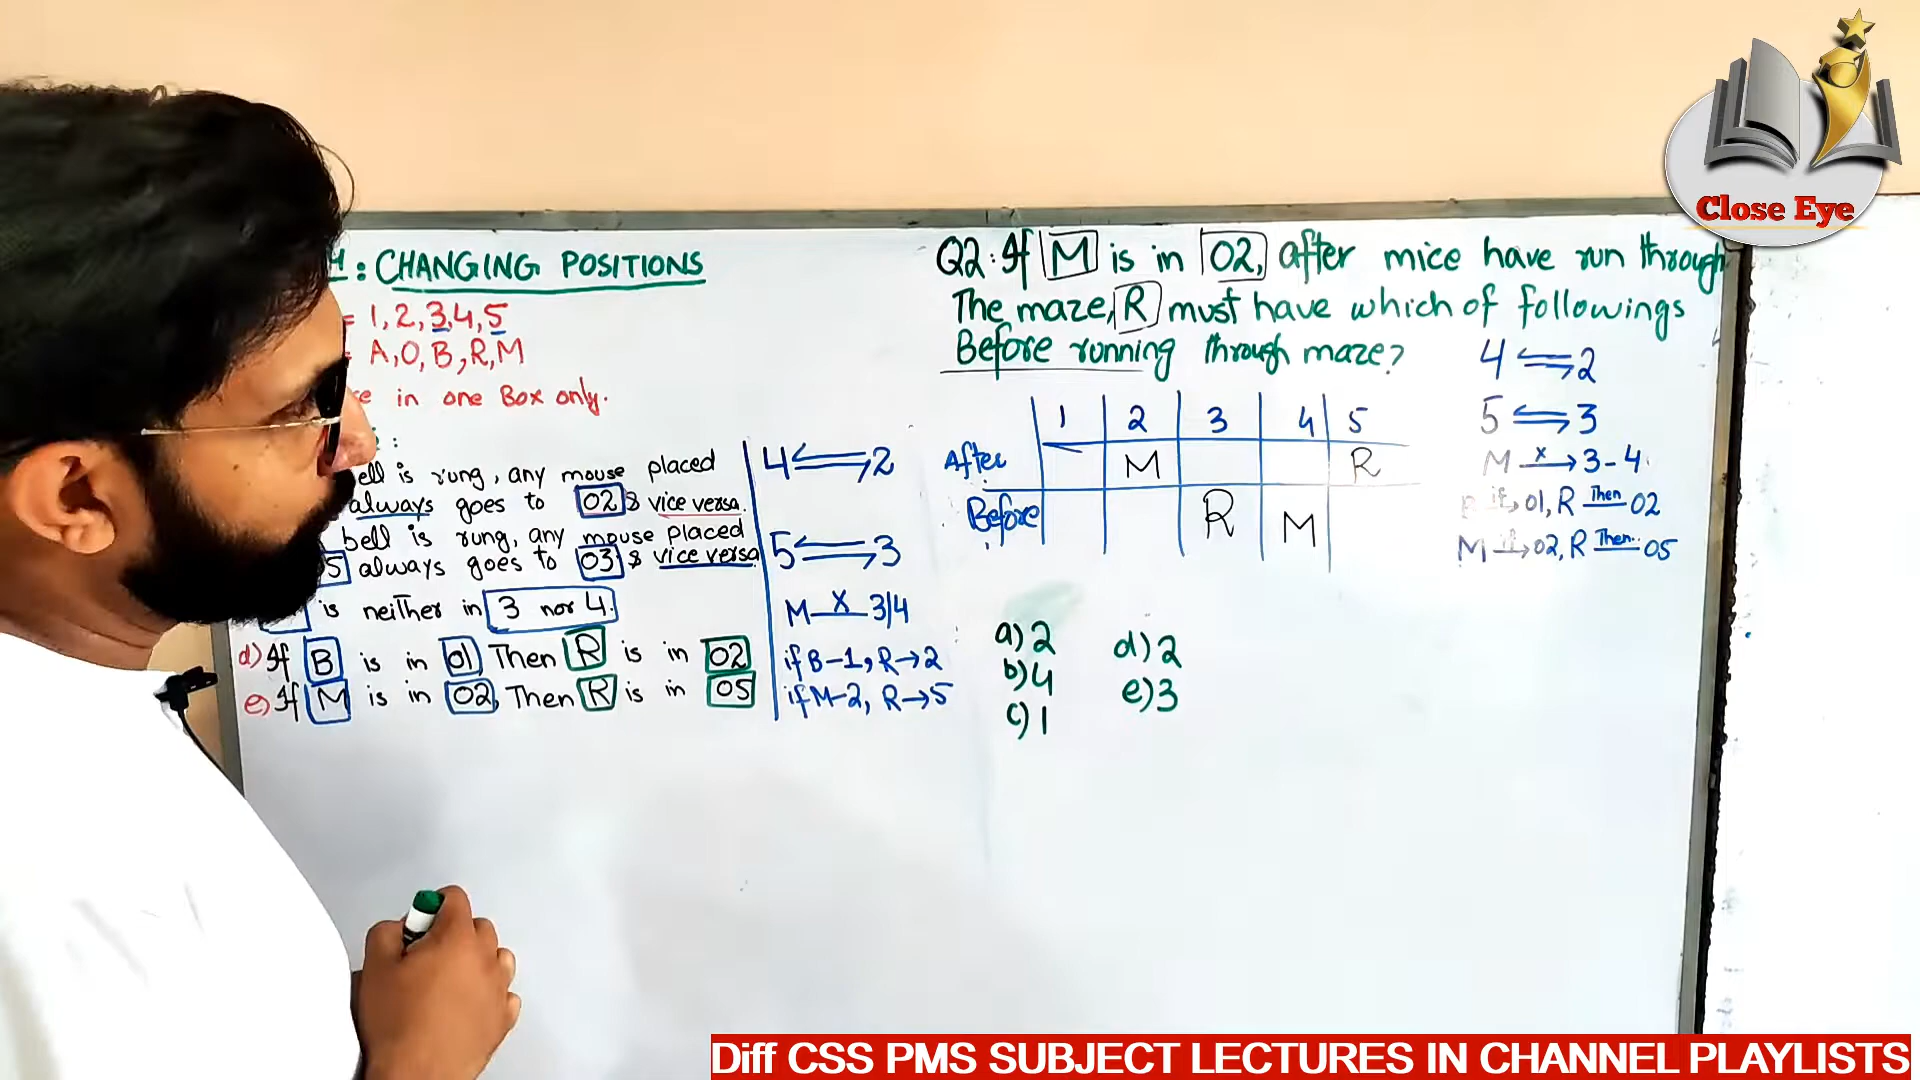 Close Eye
4: CHANGING POSITIONS
= 1, 2, 3, 4, 5
= A, O, B, R, M
in one Box only.
:
ell is rung, any mouse placed
always goes to 02 & vice versa.
bell is rung, any mouse placed
5 always goes to 03 & vice versa
is neither in 3 nor 4.
d) If B is in 01, Then R is in 02
e) If M is in 02, Then R is in 05
4 ⇌ 2
5 ⇌ 3
M x 3/4
if B-1, R→2
if M-2, R→5
Q2: If M is in 02, after mice have run through
The maze, R must have which of followings
Before running through maze?
1 2 3 4 5
After M R
Before R M
4 ⇌ 2
5 ⇌ 3
M x→ 3-4.
if→ 01, R Then 02
M if→ 02, R Then 05
a) 2
b) 4
c) 1
d) 2
e) 3
Diff CSS PMS SUBJECT LECTURES IN CHANNEL PLAYLISTS